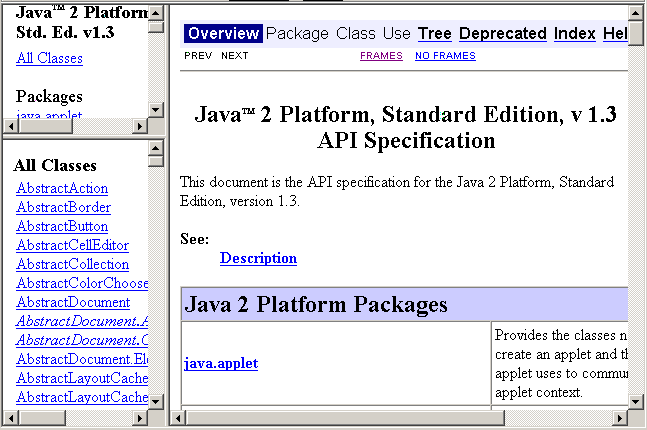 Java™ 2 Platform
Std. Ed. v1.3
All Classes
Packages
java.applet
All Classes
AbstractAction
AbstractBorder
AbstractButton
AbstractCellEditor
AbstractCollection
AbstractColorChoose
AbstractDocument
AbstractDocument.A
AbstractDocument.C
AbstractDocument.El
AbstractLayoutCache
AbstractLayoutCache
Overview Package Class Use Tree Deprecated Index Hel
PREV NEXT FRAMES NO FRAMES
Java™ 2 Platform, Standard Edition, v 1.3
API Specification
This document is the API specification for the Java 2 Platform, Standard
Edition, version 1.3.
See:
Description
Java 2 Platform Packages
java.applet
Provides the classes n
create an applet and th
applet uses to commu
applet context.